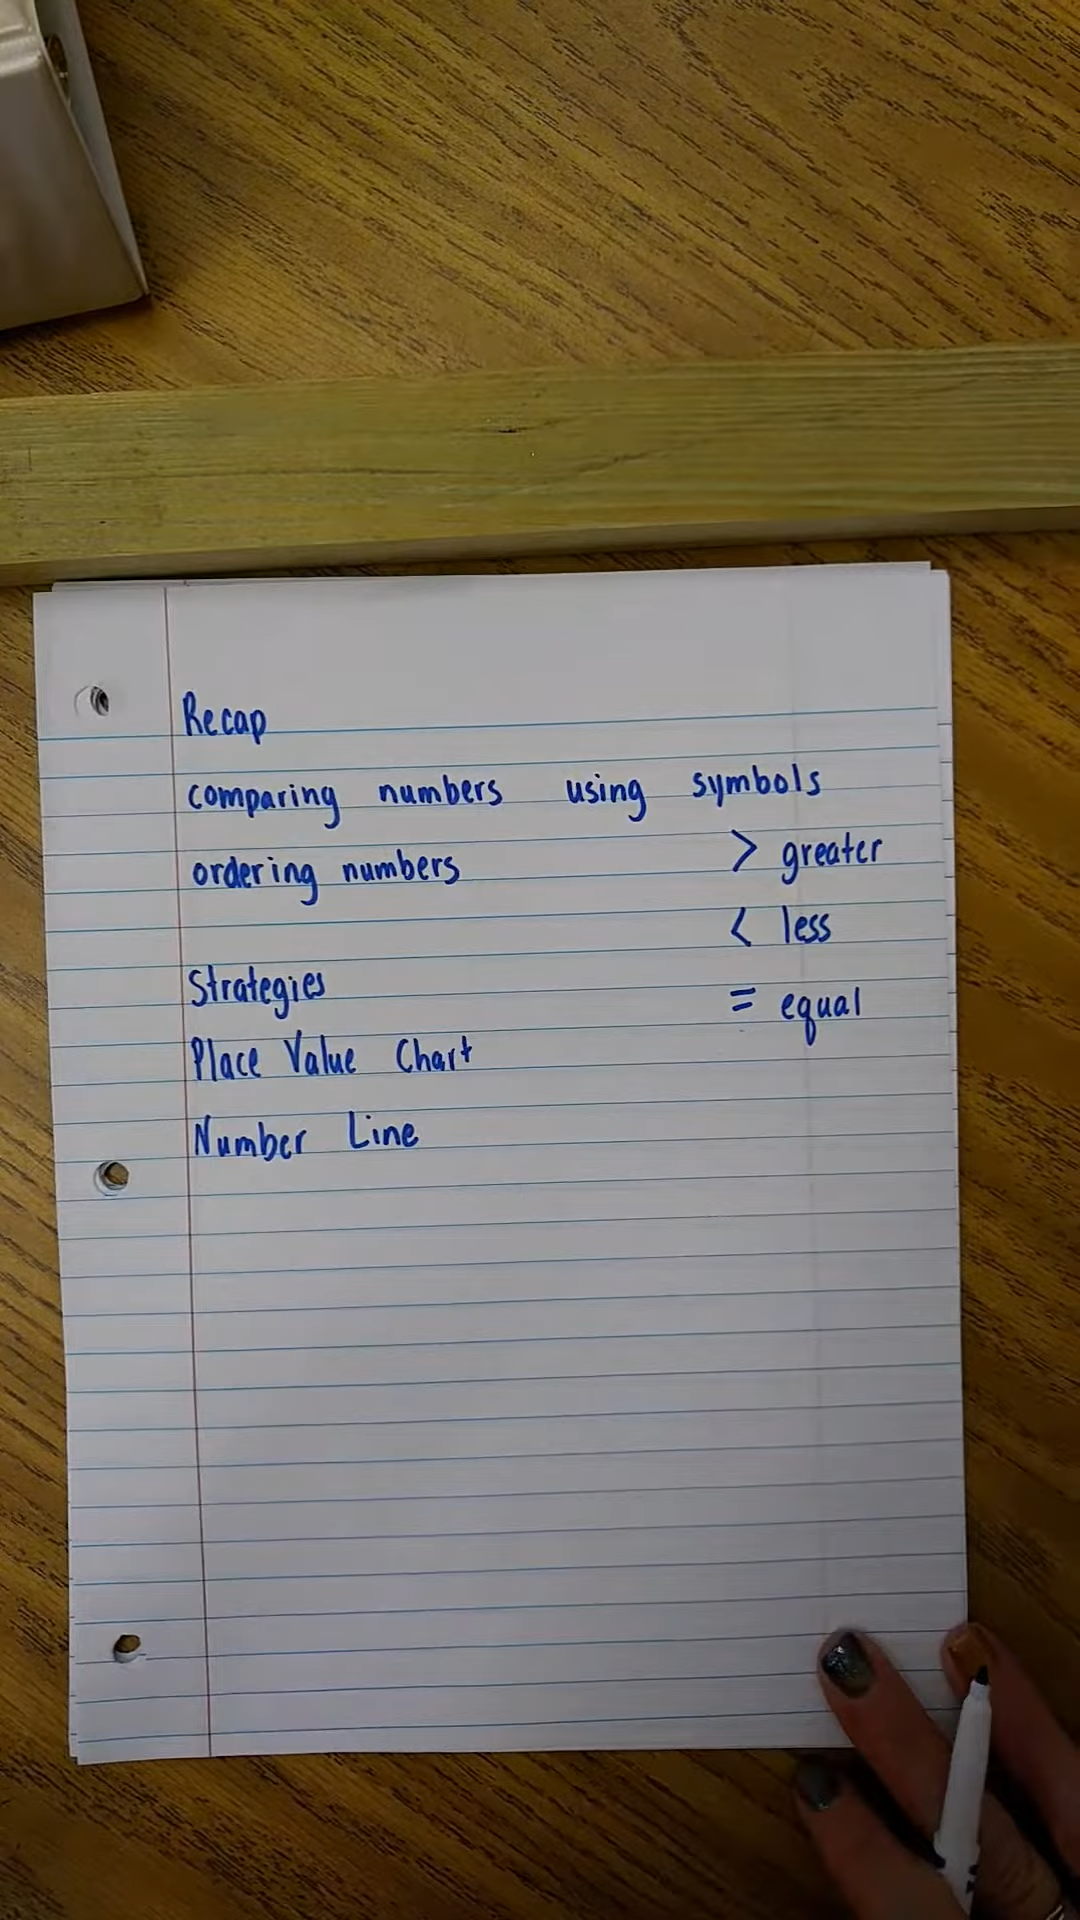 Recap
comparing numbers using symbols
ordering numbers
> greater
< less
= equal
Strategies
Place Value Chart
Number Line